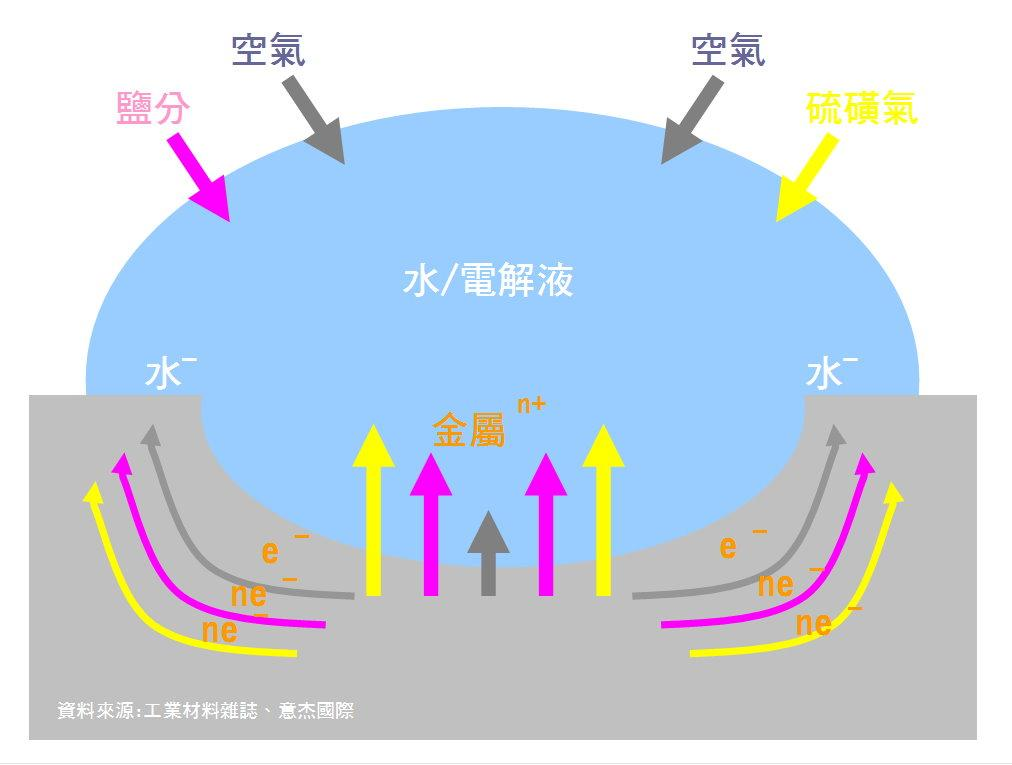 空氣 空氣
鹽分 硫磺氣
水/電解液
水⁻ 水⁻
金屬 n+
e⁻ e⁻
ne⁻ ne⁻
ne⁻ ne⁻
資料來源:工業材料雜誌、意杰國際